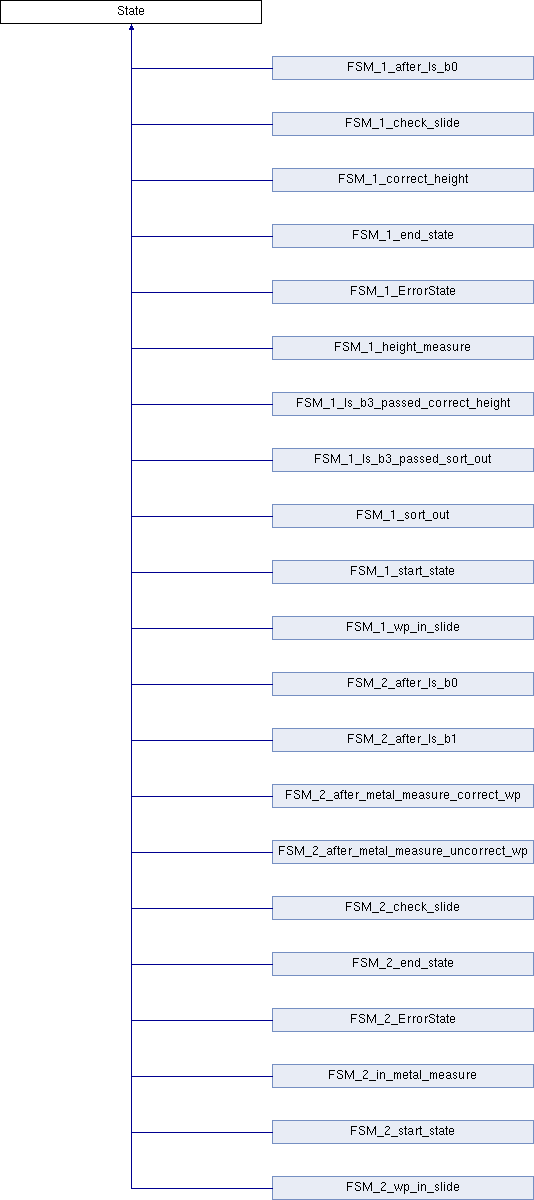 State
FSM_1_after_ls_b0
FSM_1_check_slide
FSM_1_correct_height
FSM_1_end_state
FSM_1_ErrorState
FSM_1_height_measure
FSM_1_ls_b3_passed_correct_height
FSM_1_ls_b3_passed_sort_out
FSM_1_sort_out
FSM_1_start_state
FSM_1_wp_in_slide
FSM_2_after_ls_b0
FSM_2_after_ls_b1
FSM_2_after_metal_measure_correct_wp
FSM_2_after_metal_measure_uncorrect_wp
FSM_2_check_slide
FSM_2_end_state
FSM_2_ErrorState
FSM_2_in_metal_measure
FSM_2_start_state
FSM_2_wp_in_slide